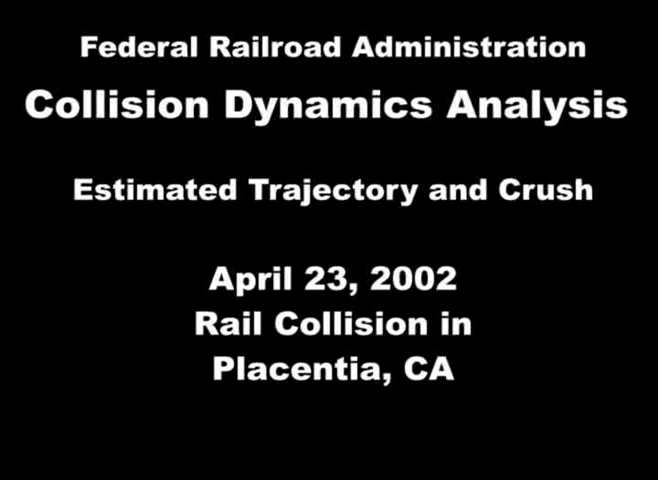 Federal Railroad Administration
Collision Dynamics Analysis
Estimated Trajectory and Crush
April 23, 2002
Rail Collision in
Placentia, CA